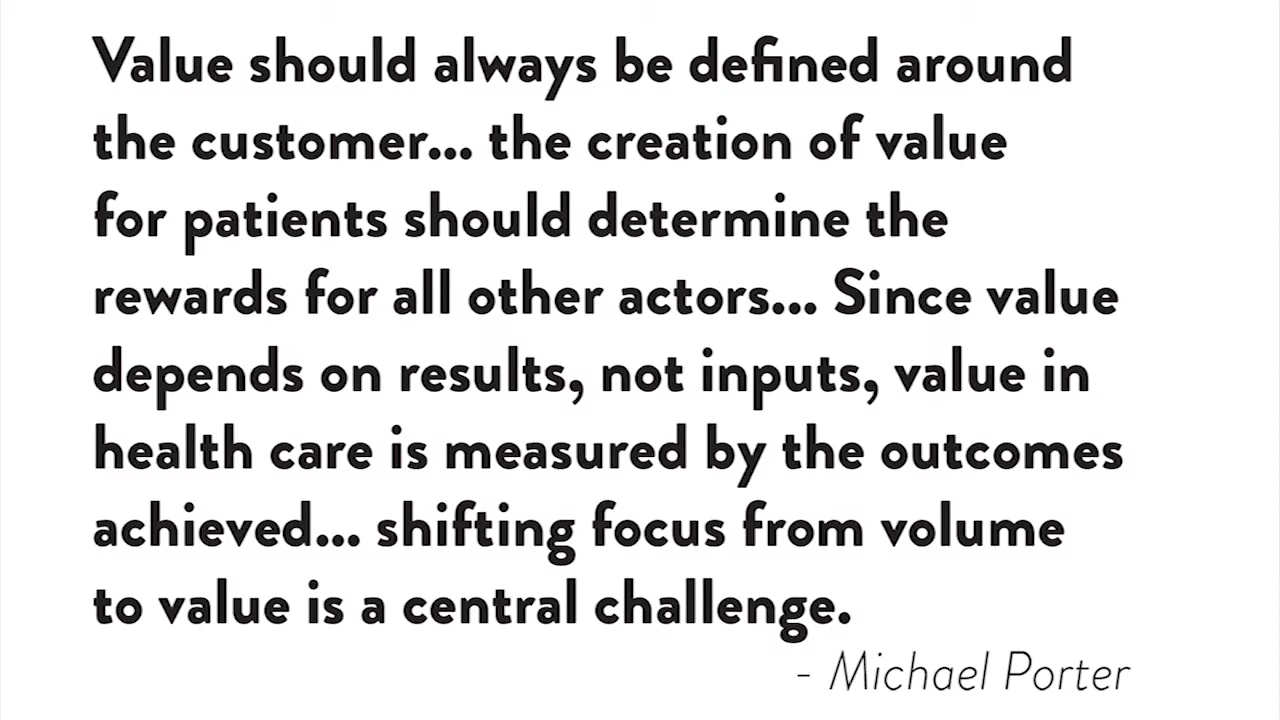 Value should always be defined around
the customer... the creation of value
for patients should determine the
rewards for all other actors... Since value
depends on results, not inputs, value in
health care is measured by the outcomes
achieved... shifting focus from volume
to value is a central challenge.
- Michael Porter